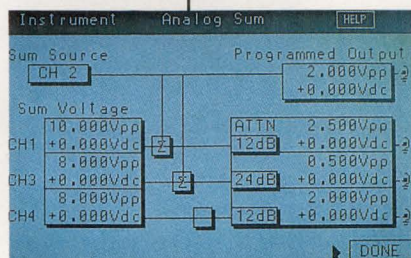 Instrument Analog Sum HELP
Sum Source Programmed Output
CH 2 2.000Vpp
+0.000Vdc
Sum Voltage
10.000Vpp ATTN 2.500Vpp
CH1 +0.000Vdc Σ 12dB +0.000Vdc
8.000Vpp 0.500Vpp
CH3 +0.000Vdc Σ 24dB +0.000Vdc
8.000Vpp 2.000Vpp
CH4 +0.000Vdc 12dB +0.000Vdc
DONE